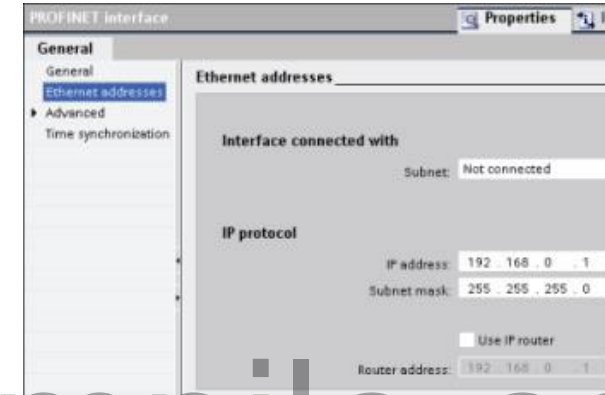 PROFINET interface
Properties
General
General
Ethernet addresses
Advanced
Time synchronization
Ethernet addresses
Interface connected with
Subnet: Not connected
IP protocol
IP address: 192 . 168 . 0 . 1
Subnet mask: 255 . 255 . 255 . 0
Use IP router
Router address: 192 . 168 . 0 . 1